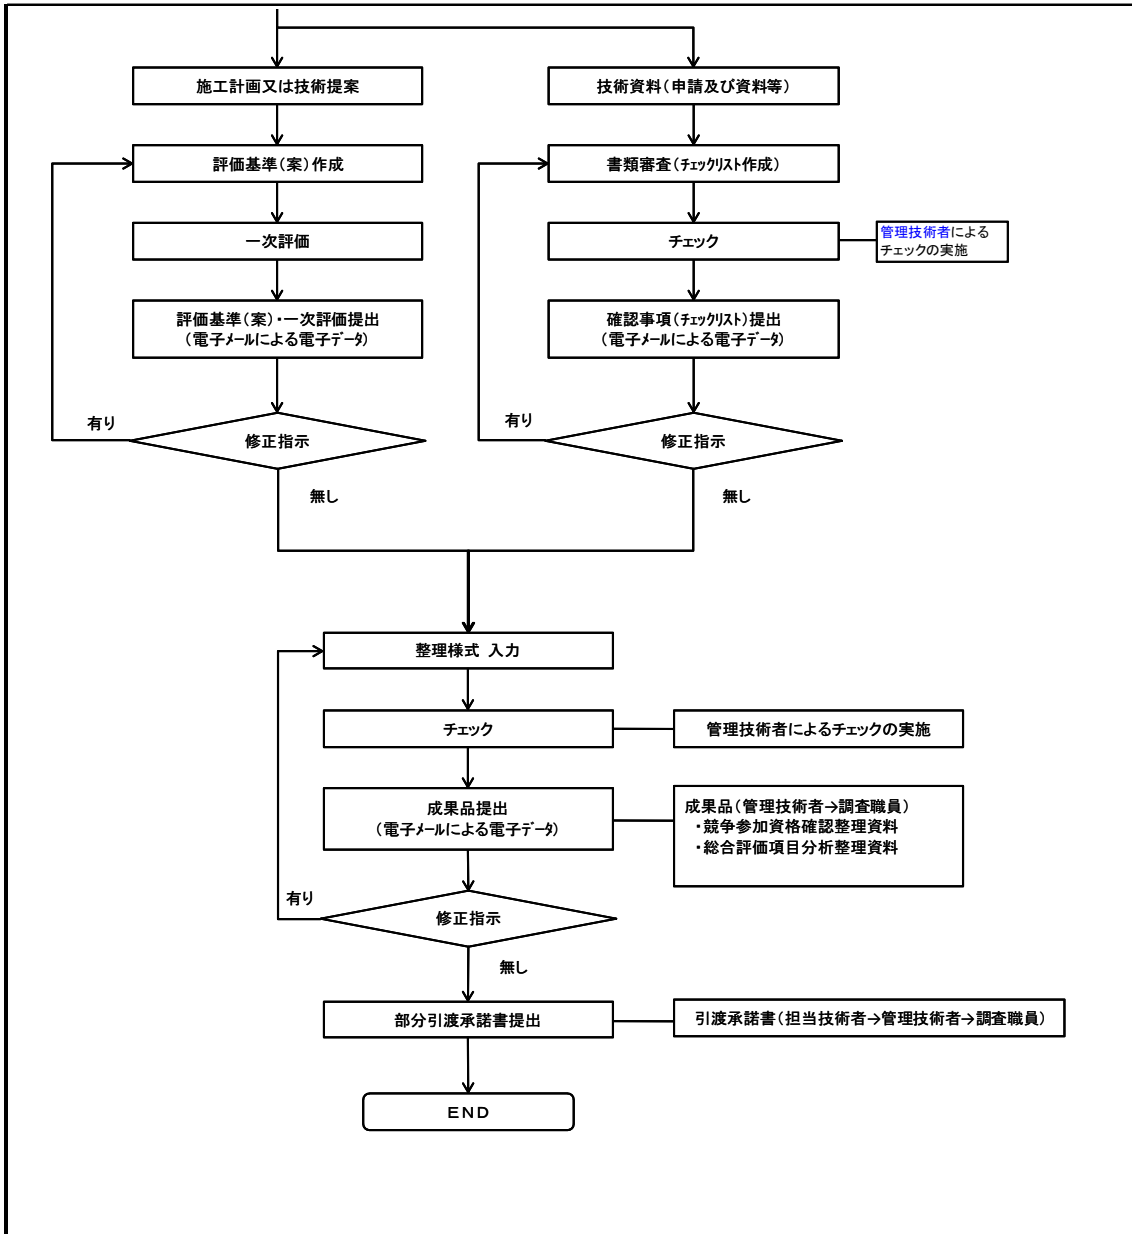 施工計画又は技術提案
技術資料（申請及び資料等）
評価基準（案）作成
書類審査（ﾁｪｯｸﾘｽﾄ作成）
一次評価
チェック
管理技術者による
チェックの実施
評価基準（案）・一次評価提出
（電子ﾒｰﾙによる電子ﾃﾞｰﾀ）
確認事項（ﾁｪｯｸﾘｽﾄ）提出
（電子ﾒｰﾙによる電子ﾃﾞｰﾀ）
有り
修正指示
有り
修正指示
無し
無し
整理様式 入力
チェック
管理技術者によるチェックの実施
成果品提出
（電子ﾒｰﾙによる電子ﾃﾞｰﾀ）
成果品（管理技術者→調査職員）
・競争参加資格確認整理資料
・総合評価項目分析整理資料
有り
修正指示
無し
部分引渡承諾書提出
引渡承諾書（担当技術者→管理技術者→調査職員）
ＥＮＤ